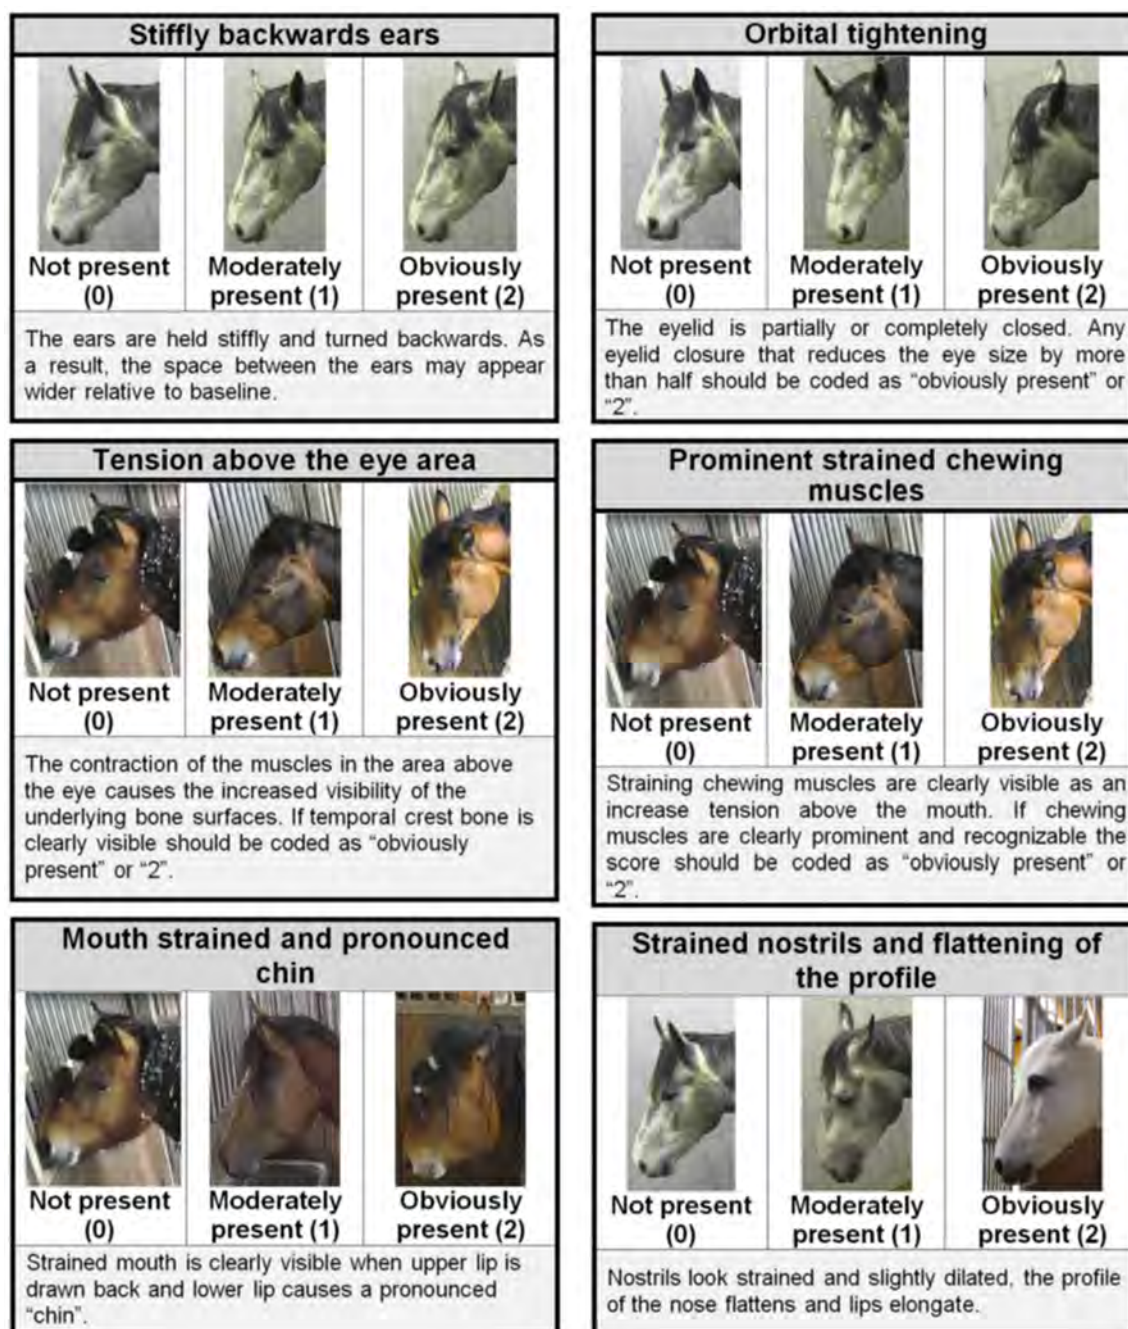 Stiffly backwards ears
Not present
(0)
Moderately
present (1)
Obviously
present (2)
The ears are held stiffly and turned backwards. As
a result, the space between the ears may appear
wider relative to baseline.
Orbital tightening
Not present
(0)
Moderately
present (1)
Obviously
present (2)
The eyelid is partially or completely closed. Any
eyelid closure that reduces the eye size by more
than half should be coded as “obviously present” or
“2”.
Tension above the eye area
Not present
(0)
Moderately
present (1)
Obviously
present (2)
The contraction of the muscles in the area above
the eye causes the increased visibility of the
underlying bone surfaces. If temporal crest bone is
clearly visible should be coded as “obviously
present” or “2”.
Prominent strained chewing
muscles
Not present
(0)
Moderately
present (1)
Obviously
present (2)
Straining chewing muscles are clearly visible as an
increase tension above the mouth. If chewing
muscles are clearly prominent and recognizable the
score should be coded as “obviously present” or
“2”.
Mouth strained and pronounced
chin
Not present
(0)
Moderately
present (1)
Obviously
present (2)
Strained mouth is clearly visible when upper lip is
drawn back and lower lip causes a pronounced
“chin”.
Strained nostrils and flattening of
the profile
Not present
(0)
Moderately
present (1)
Obviously
present (2)
Nostrils look strained and slightly dilated, the profile
of the nose flattens and lips elongate.